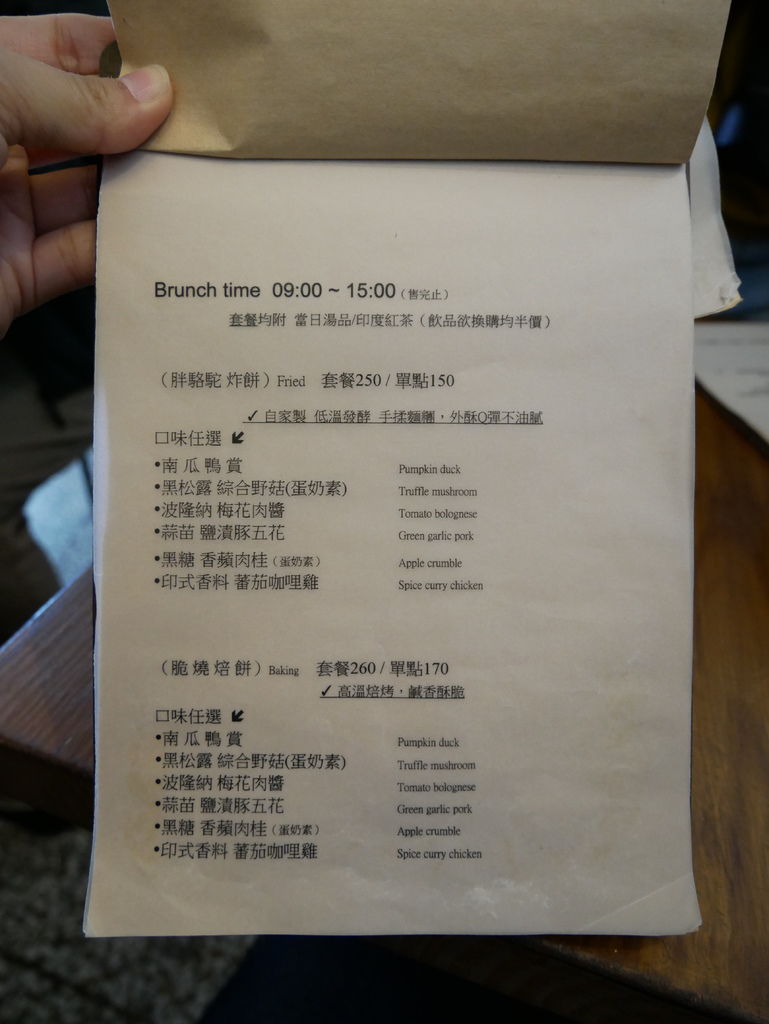 Brunch time 09:00 ~ 15:00 (售完止)
套餐均附 當日湯品/印度紅茶 (飲品欲換購均半價)
(胖駱駝 炸餅) Fried 套餐250 / 單點150
✓ 自家製 低溫發酵 手揉麵糰，外酥Q彈不油膩
口味任選 ↙
•南 瓜 鴨 賞 Pumpkin duck
•黑松露 綜合野菇(蛋奶素) Truffle mushroom
•波隆納 梅花肉醬 Tomato bolognese
•蒜苗 鹽漬豚五花 Green garlic pork
•黑糖 香蘋肉桂 (蛋奶素) Apple crumble
•印式香料 蕃茄咖哩雞 Spice curry chicken
(脆 燒 焙 餅) Baking 套餐260 / 單點170
✓ 高溫焙烤，鹹香酥脆
口味任選 ↙
•南 瓜 鴨 賞 Pumpkin duck
•黑松露 綜合野菇(蛋奶素) Truffle mushroom
•波隆納 梅花肉醬 Tomato bolognese
•蒜苗 鹽漬豚五花 Green garlic pork
•黑糖 香蘋肉桂 (蛋奶素) Apple crumble
•印式香料 蕃茄咖哩雞 Spice curry chicken